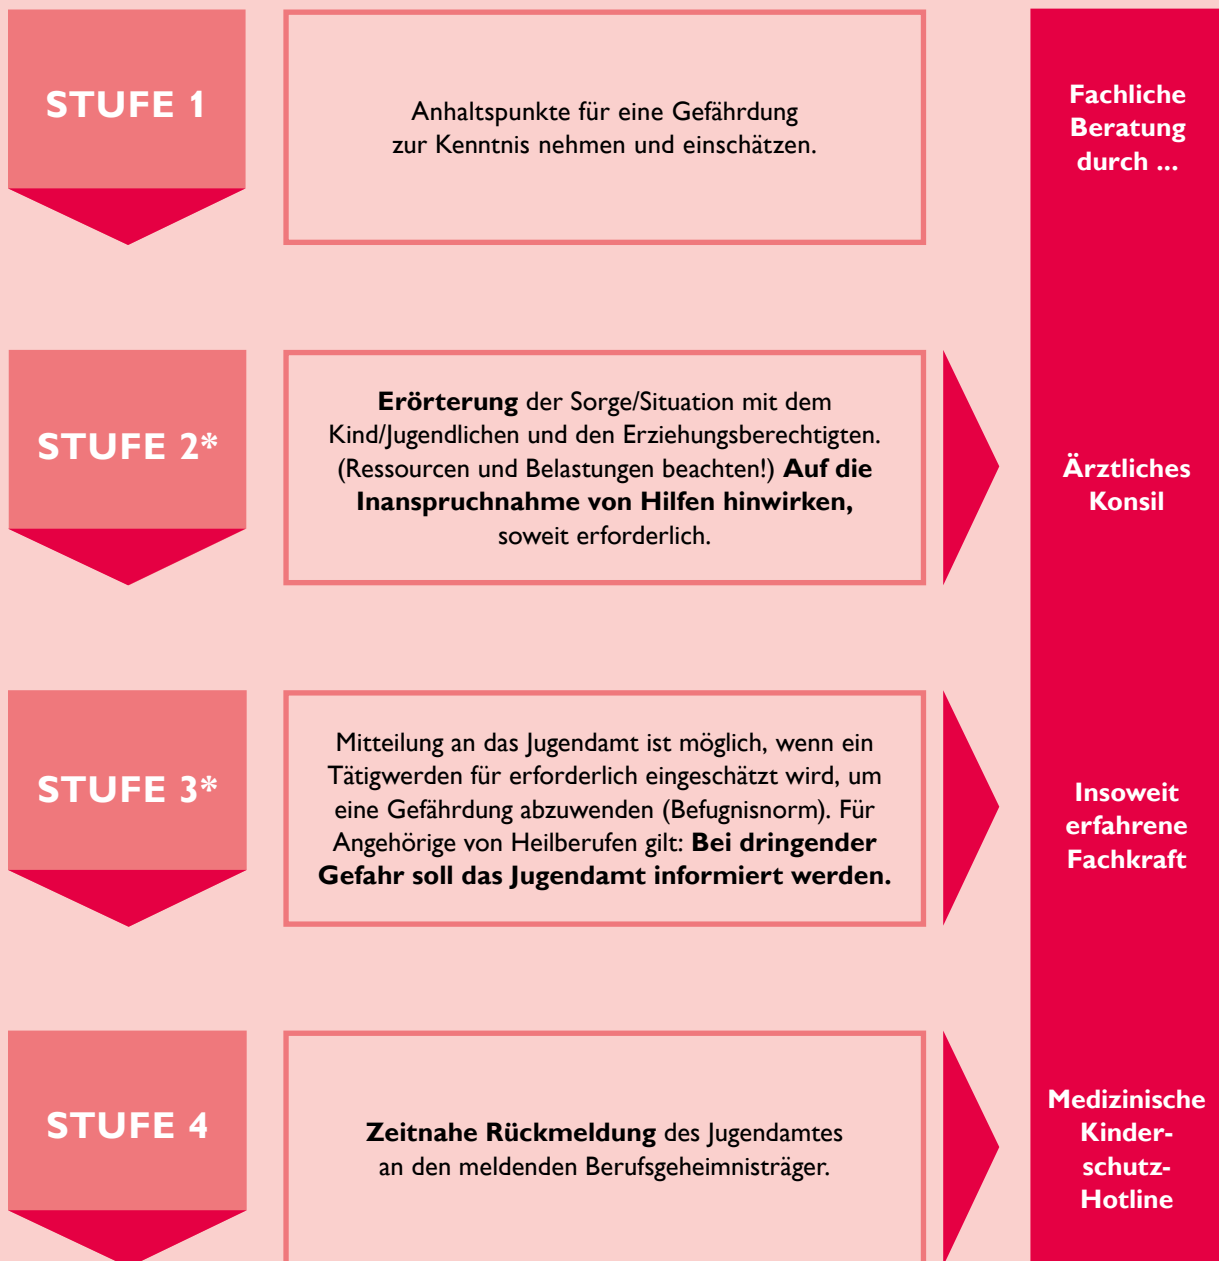 STUFE 1
Anhaltspunkte für eine Gefährdung
zur Kenntnis nehmen und einschätzen.
Fachliche
Beratung
durch ...
STUFE 2*
Erörterung der Sorge/Situation mit dem
Kind/Jugendlichen und den Erziehungsberechtigten.
(Ressourcen und Belastungen beachten!) Auf die
Inanspruchnahme von Hilfen hinwirken,
soweit erforderlich.
Ärztliches
Konsil
STUFE 3*
Mitteilung an das Jugendamt ist möglich, wenn ein
Tätigwerden für erforderlich eingeschätzt wird, um
eine Gefährdung abzuwenden (Befugnisnorm). Für
Angehörige von Heilberufen gilt: Bei dringender
Gefahr soll das Jugendamt informiert werden.
Insoweit
erfahrene
Fachkraft
STUFE 4
Zeitnahe Rückmeldung des Jugendamtes
an den meldenden Berufsgeheimnisträger.
Medizinische
Kinder-
schutz-
Hotline